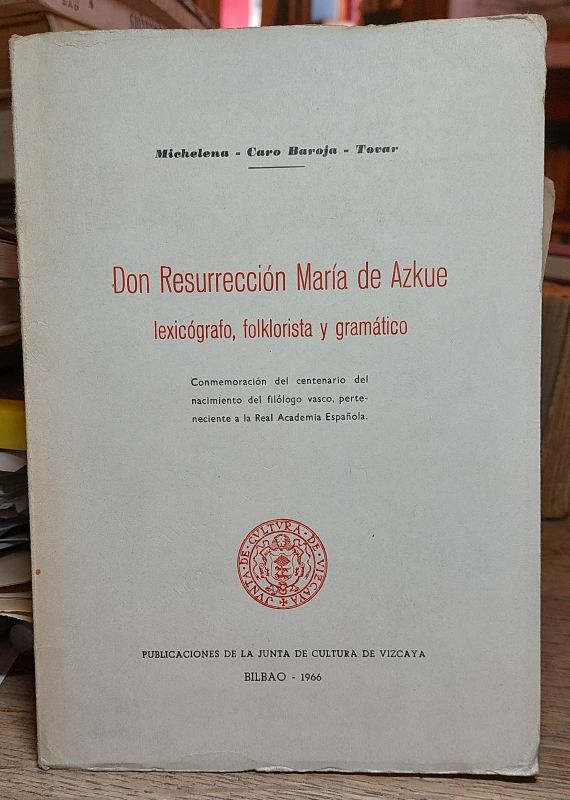 Michelena - Caro Baroja - Tovar
Don Resurrección María de Azkue
lexicógrafo, folklorista y gramático
Conmemoración del centenario del
nacimiento del filólogo vasco, perte-
neciente a la Real Academia Española.
JVNTA·DE·CVLTVRA·DE·VIZCAYA
PUBLICACIONES DE LA JUNTA DE CULTURA DE VIZCAYA
BILBAO - 1966